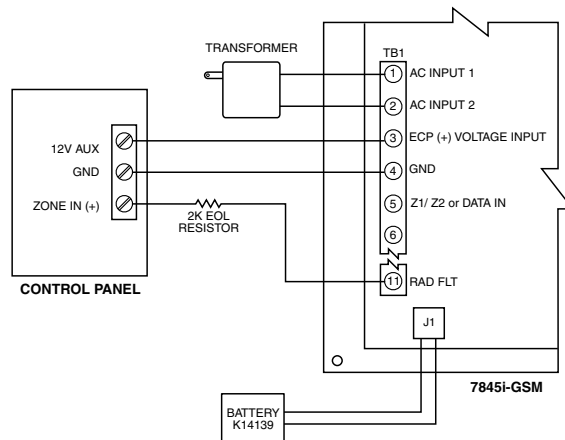 TRANSFORMER
TB1
1 AC INPUT 1
2 AC INPUT 2
12V AUX
3 ECP (+) VOLTAGE INPUT
GND
4 GND
ZONE IN (+)
5 Z1/ Z2 or DATA IN
2K EOL
RESISTOR
6
11 RAD FLT
CONTROL PANEL
J1
7845i-GSM
BATTERY
K14139